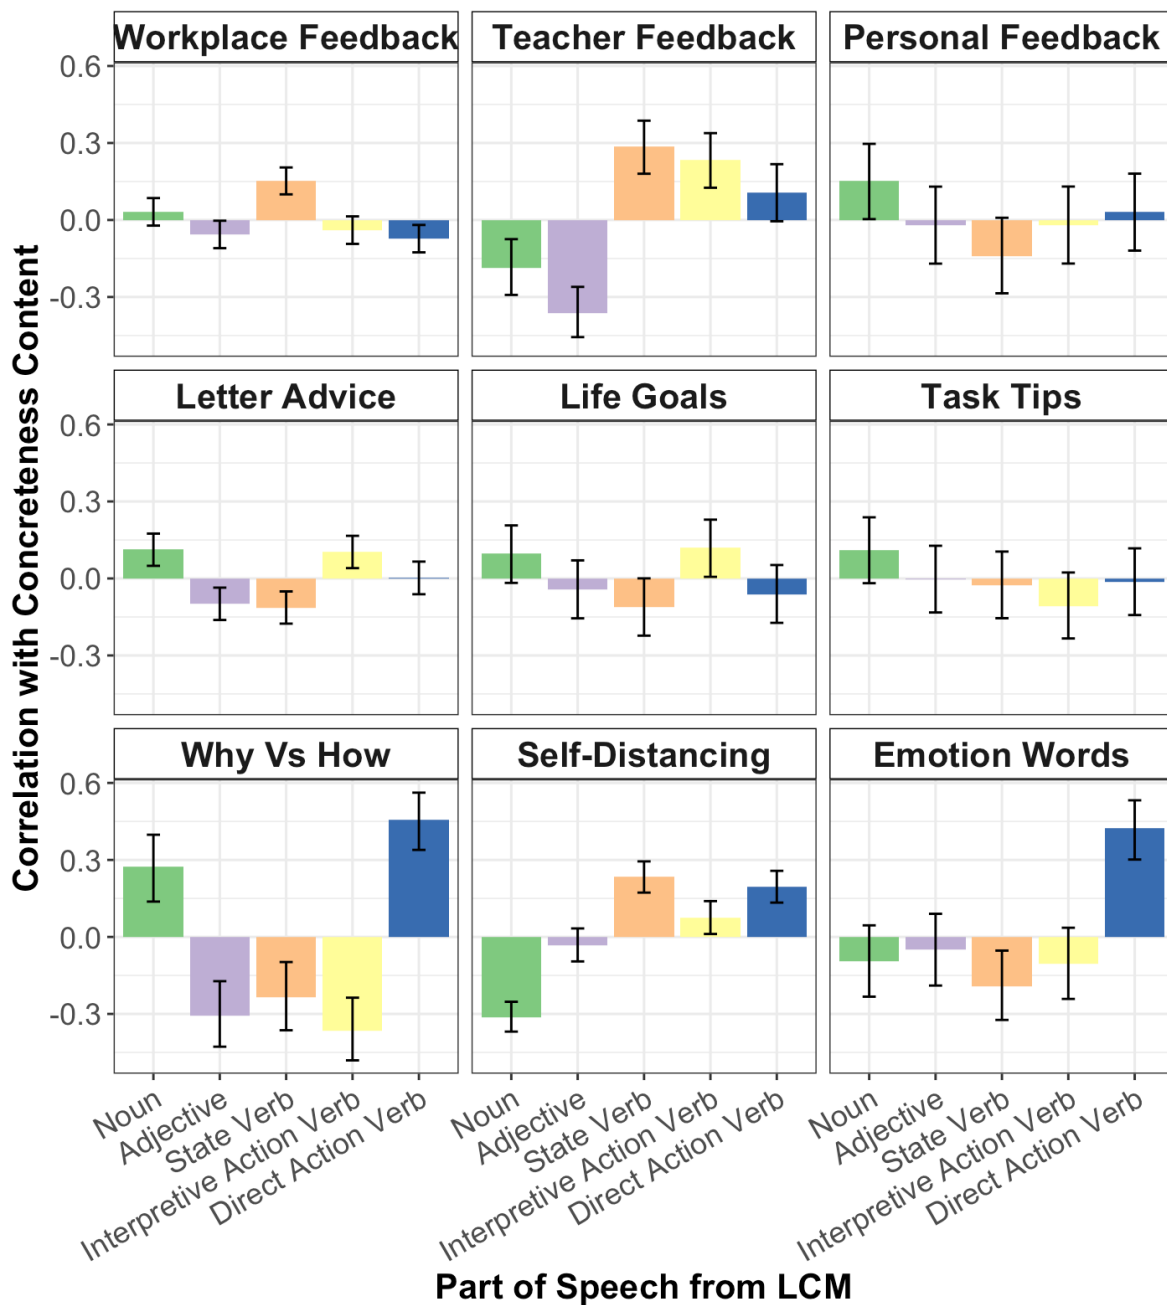 Workplace Feedback
Teacher Feedback
Personal Feedback
0.6
0.3
0.0
-0.3
Letter Advice
Life Goals
Task Tips
0.6
0.3
0.0
-0.3
Why Vs How
Self-Distancing
Emotion Words
0.6
0.3
0.0
-0.3
Correlation with Concreteness Content
Noun
Adjective
State Verb
Interpretive Action Verb
Direct Action Verb
Noun
Adjective
State Verb
Interpretive Action Verb
Direct Action Verb
Noun
Adjective
State Verb
Interpretive Action Verb
Direct Action Verb
Part of Speech from LCM